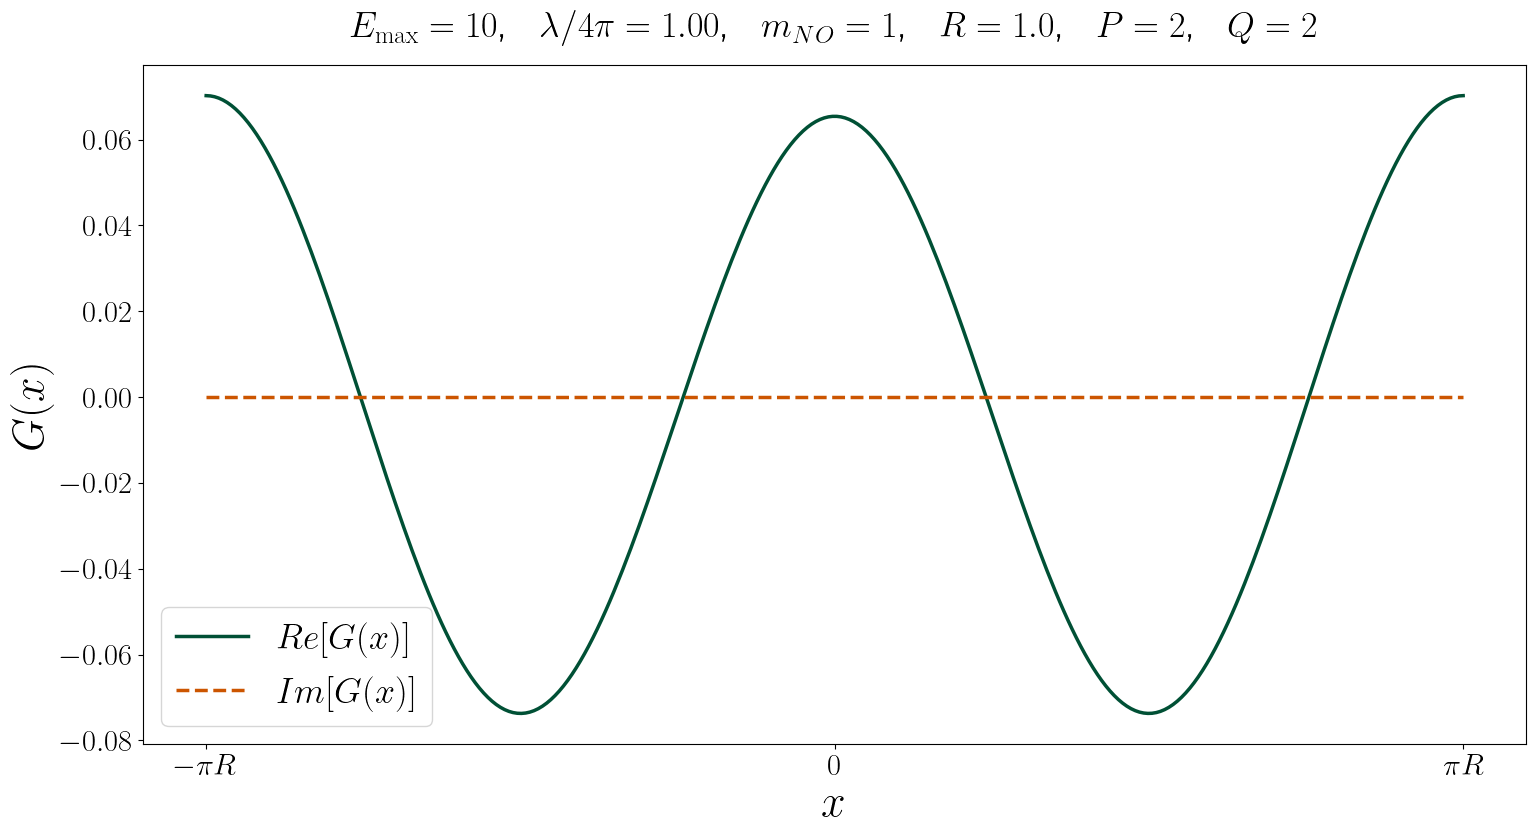 E_max = 10, λ/4π = 1.00, m_NO = 1, R = 1.0, P = 2, Q = 2
G(x)
0.06
0.04
0.02
0.00
−0.02
−0.04
−0.06
−0.08
Re[G(x)]
Im[G(x)]
−πR 0 πR
x